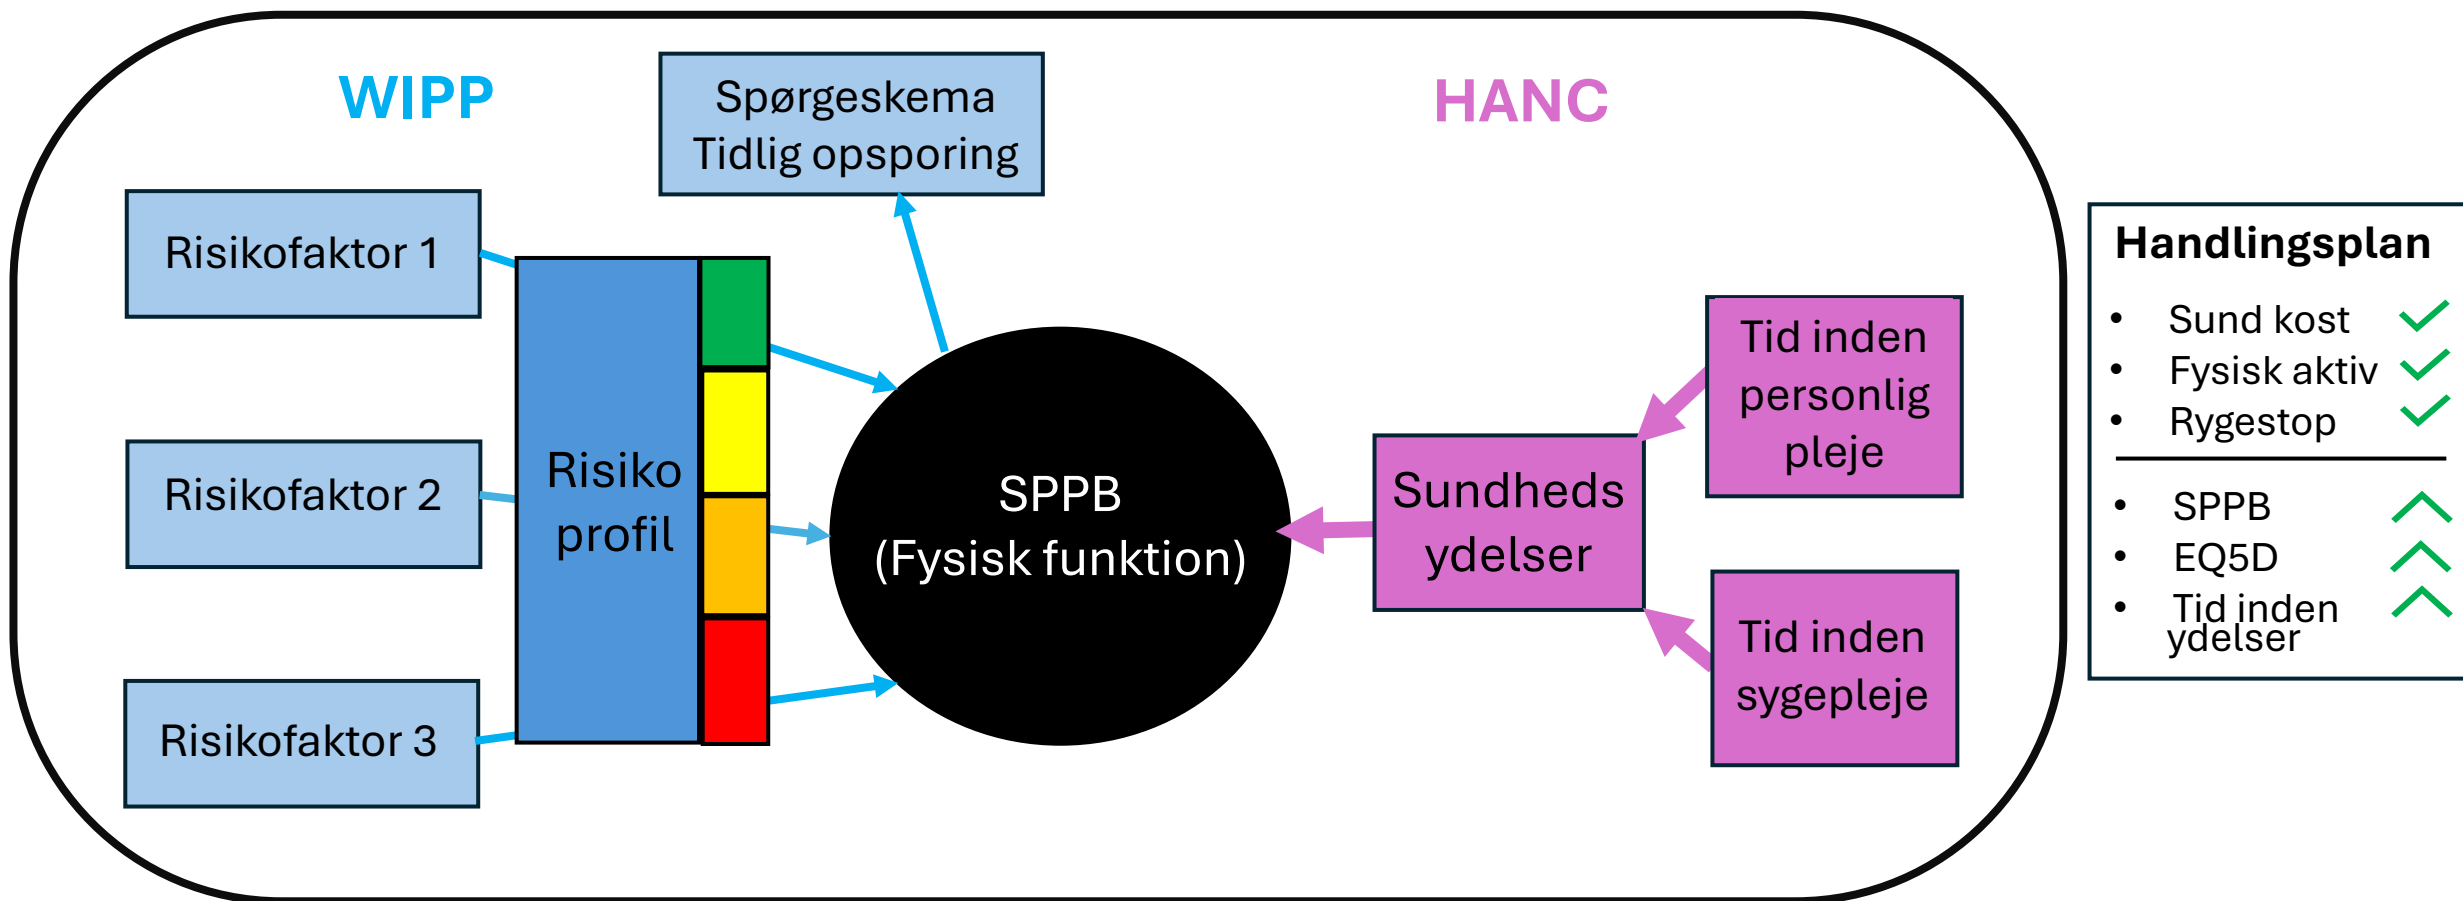 WIPP
Spørgeskema
Tidlig opsporing
HANC
Risikofaktor 1
Risikofaktor 2
Risikofaktor 3
Risiko
profil
SPPB
(Fysisk funktion)
Sundheds
ydelser
Tid inden
personlig
pleje
Tid inden
sygepleje
Handlingsplan
• Sund kost
• Fysisk aktiv
• Rygestop
• SPPB
• EQ5D
• Tid inden
ydelser